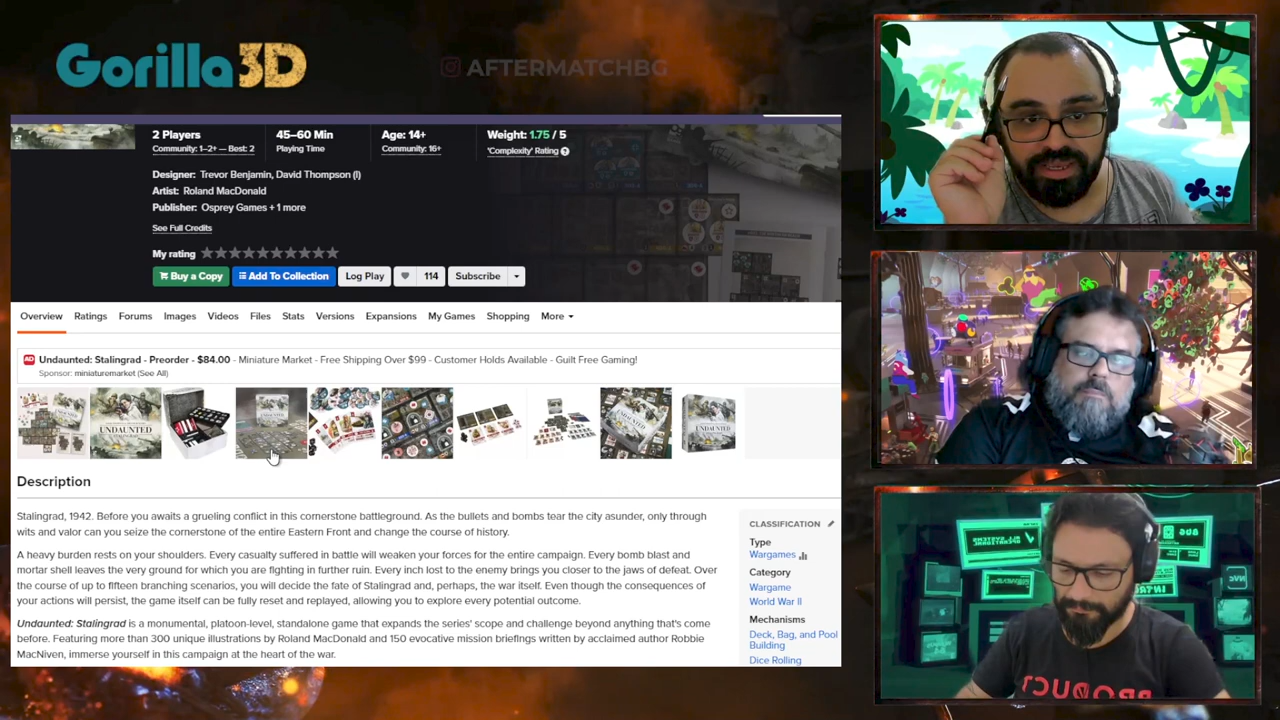 Gorilla3D
AFTERMATCHBG
2 Players
Community: 1–2+ — Best: 2
45–60 Min
Playing Time
Age: 14+
Community: 16+
Weight: 1.75 / 5
'Complexity' Rating
Designer: Trevor Benjamin, David Thompson (I)
Artist: Roland MacDonald
Publisher: Osprey Games + 1 more
See Full Credits
My rating
Buy a Copy
Add To Collection
Log Play
114
Subscribe
Overview
Ratings
Forums
Images
Videos
Files
Stats
Versions
Expansions
My Games
Shopping
More
AD Undaunted: Stalingrad - Preorder - $84.00 - Miniature Market - Free Shipping Over $99 - Customer Holds Available - Guilt Free Gaming!
Sponsor: miniaturemarket (See All)
UNDAUNTED
Description
Stalingrad, 1942. Before you awaits a grueling conflict in this cornerstone battleground. As the bullets and bombs tear the city asunder, only through
wits and valor can you seize the cornerstone of the entire Eastern Front and change the course of history.
A heavy burden rests on your shoulders. Every casualty suffered in battle will weaken your forces for the entire campaign. Every bomb blast and
mortar shell leaves the very ground for which you are fighting in further ruin. Every inch lost to the enemy brings you closer to the jaws of defeat. Over
the course of up to fifteen branching scenarios, you will decide the fate of Stalingrad and, perhaps, the war itself. Even though the consequences of
your actions will persist, the game itself can be fully reset and replayed, allowing you to explore every potential outcome.
Undaunted: Stalingrad is a monumental, platoon-level, standalone game that expands the series' scope and challenge beyond anything that's come
before. Featuring more than 300 unique illustrations by Roland MacDonald and 150 evocative mission briefings written by acclaimed author Robbie
MacNiven, immerse yourself in this campaign at the heart of the war.
CLASSIFICATION
Type
Wargames
Category
Wargame
World War II
Mechanisms
Deck, Bag, and Pool
Building
Dice Rolling
PRODUCT